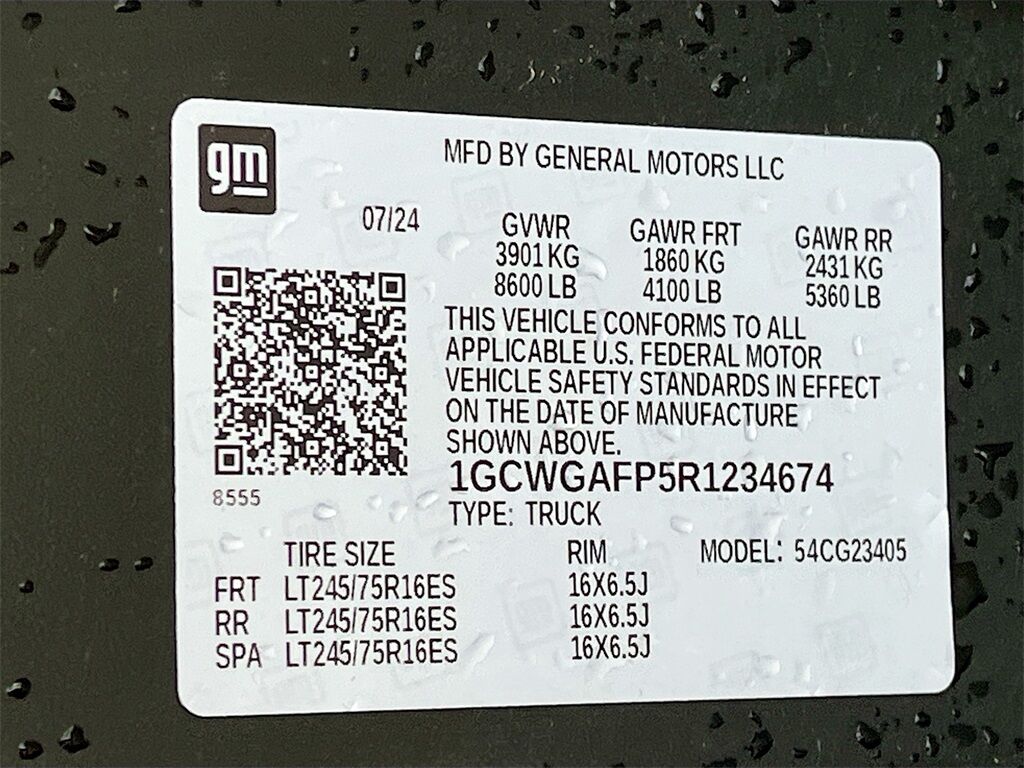 gm
MFD BY GENERAL MOTORS LLC
07/24
GVWR GAWR FRT GAWR RR
3901 KG 1860 KG 2431 KG
8600 LB 4100 LB 5360 LB
THIS VEHICLE CONFORMS TO ALL
APPLICABLE U.S. FEDERAL MOTOR
VEHICLE SAFETY STANDARDS IN EFFECT
ON THE DATE OF MANUFACTURE
SHOWN ABOVE.
1GCWGAFP5R1234674
8555
TYPE: TRUCK
TIRE SIZE RIM MODEL: 54CG23405
FRT LT245/75R16ES 16X6.5J
RR LT245/75R16ES 16X6.5J
SPA LT245/75R16ES 16X6.5J